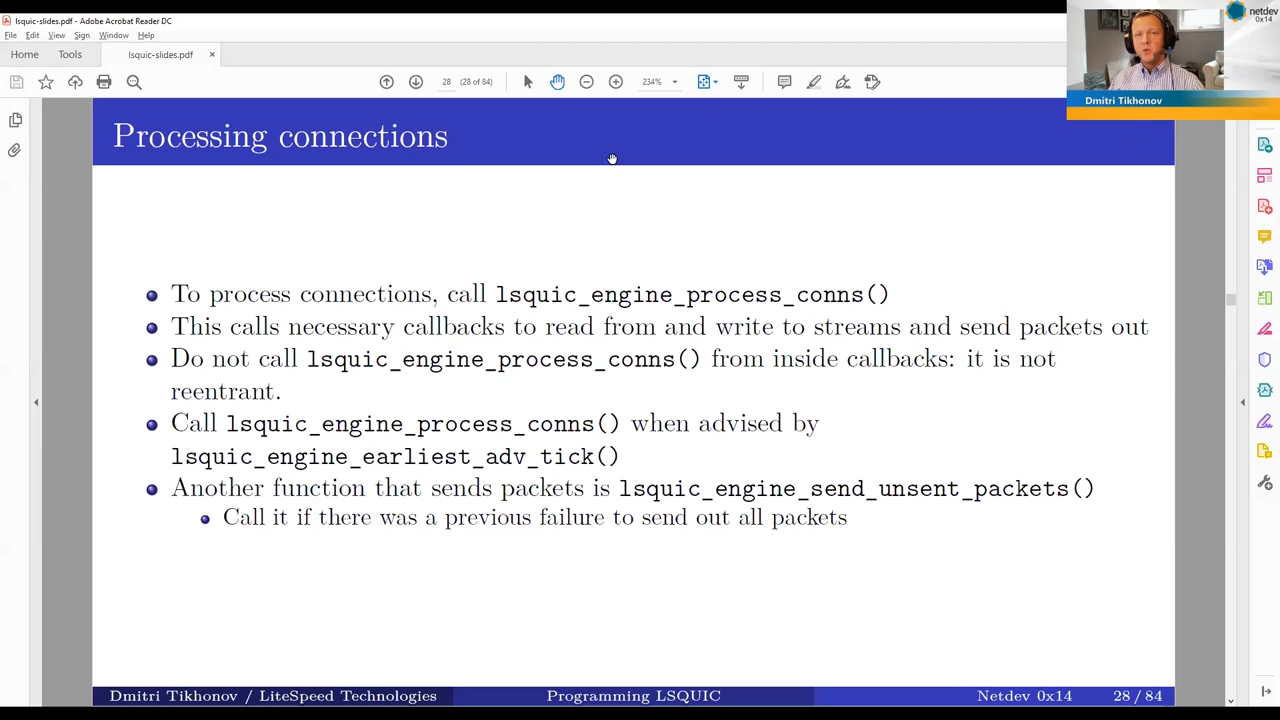 lsquic-slides.pdf - Adobe Acrobat Reader DC
File Edit View Sign Window Help
Home Tools lsquic-slides.pdf ×
28 (28 of 84) 234%
netdev
0x14
Dmitri Tikhonov
Processing connections
To process connections, call lsquic_engine_process_conns()
This calls necessary callbacks to read from and write to streams and send packets out
Do not call lsquic_engine_process_conns() from inside callbacks: it is not
reentrant.
Call lsquic_engine_process_conns() when advised by
lsquic_engine_earliest_adv_tick()
Another function that sends packets is lsquic_engine_send_unsent_packets()
Call it if there was a previous failure to send out all packets
Dmitri Tikhonov / LiteSpeed Technologies Programming LSQUIC Netdev 0x14 28 / 84